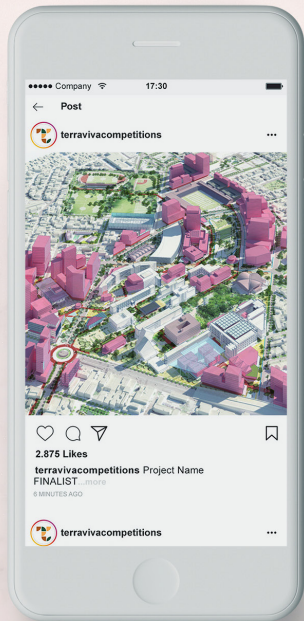 Company
17:30
Post
terravivacompetitions
2.875 Likes
terravivacompetitions Project Name
FINALIST...more
6 MINUTES AGO
terravivacompetitions